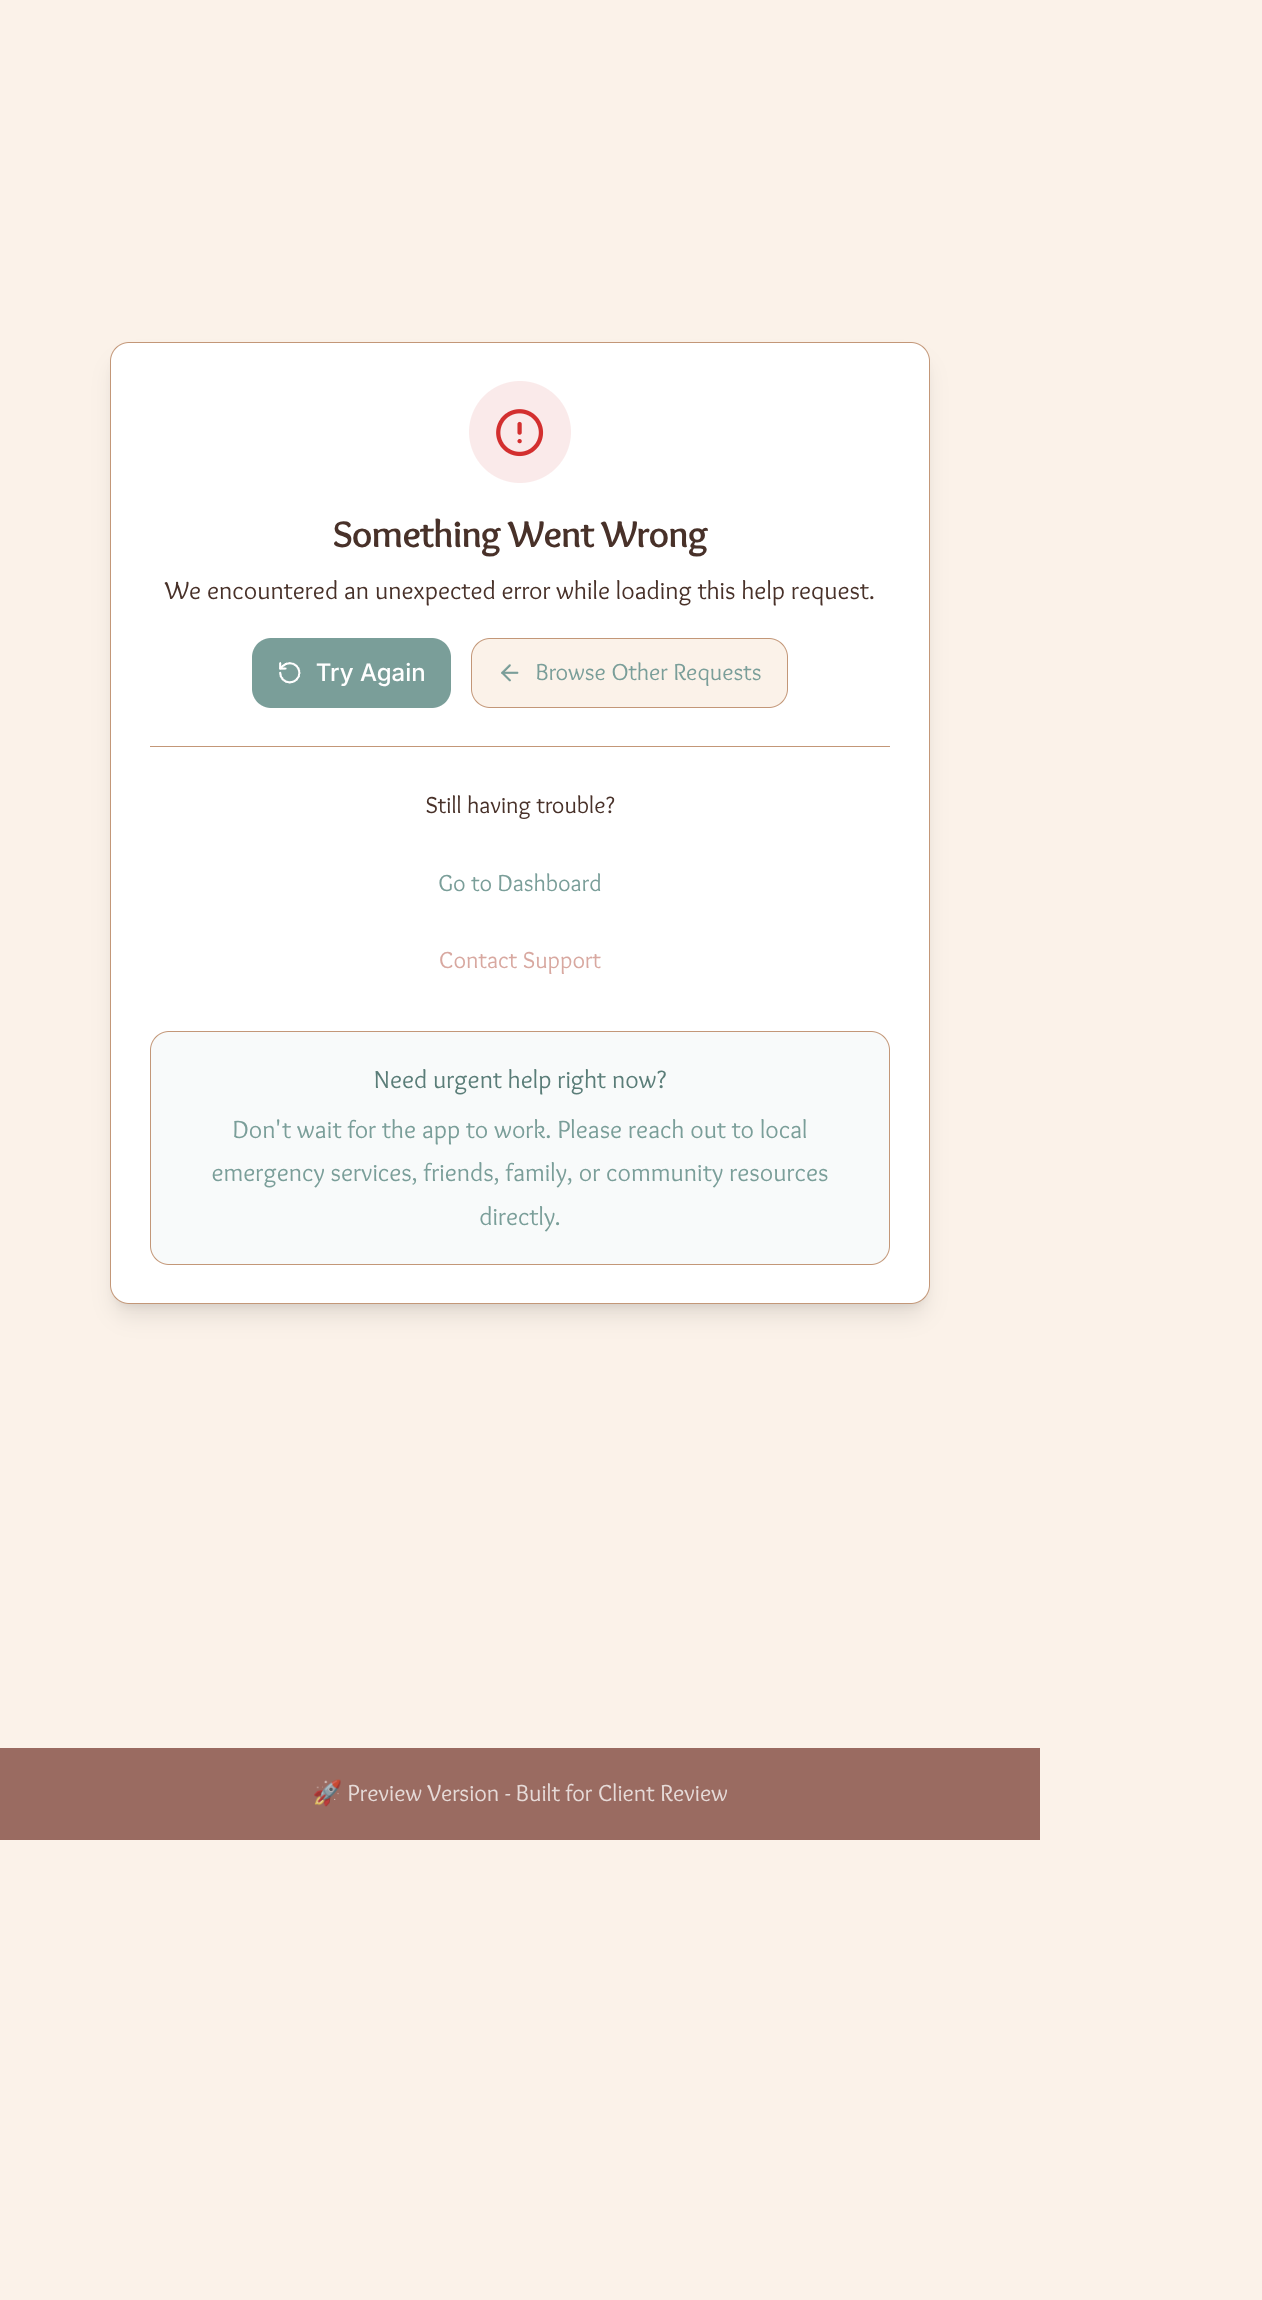 Something Went Wrong
We encountered an unexpected error while loading this help request.
Try Again
Browse Other Requests
Still having trouble?
Go to Dashboard
Contact Support
Need urgent help right now?
Don't wait for the app to work. Please reach out to local
emergency services, friends, family, or community resources
directly.
🚀 Preview Version - Built for Client Review